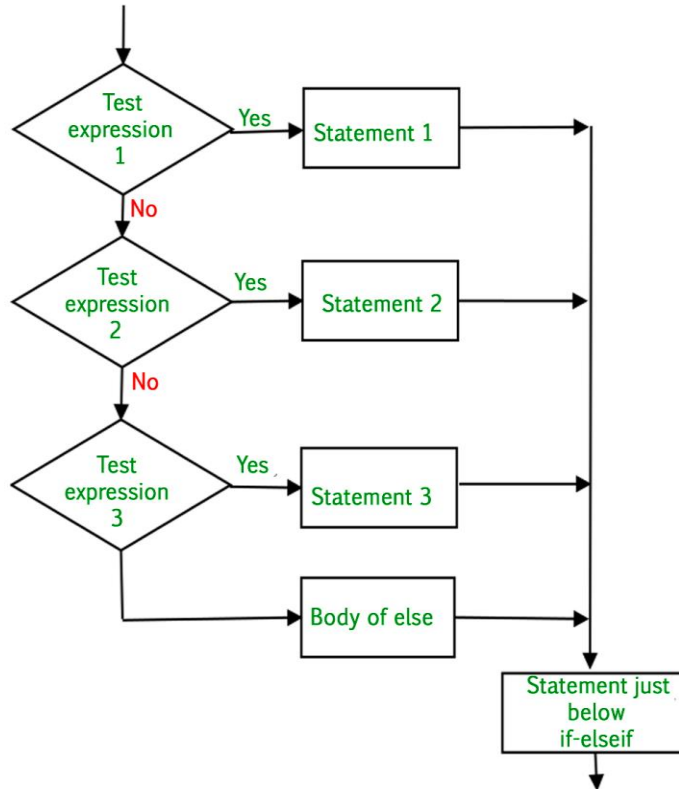 Test
expression
1
Yes
Statement 1
No
Test
expression
2
Yes
Statement 2
No
Test
expression
3
Yes
Statement 3
Body of else
Statement just
below
if-elseif